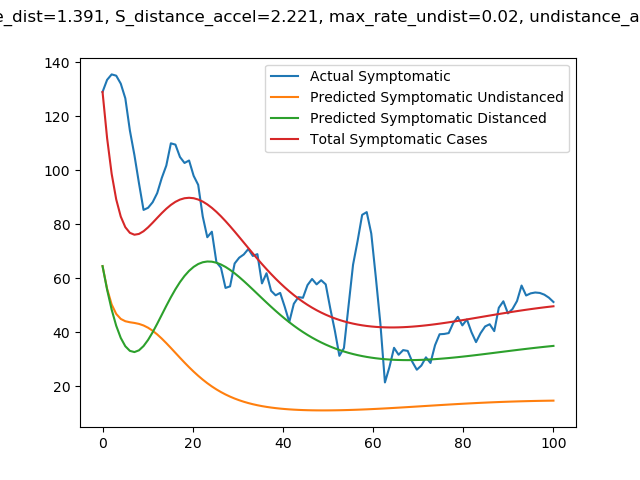 e_dist=1.391, S_distance_accel=2.221, max_rate_undist=0.02, undistance_a
140
120
100
80
60
40
20
0
20
40
60
80
100
Actual Symptomatic
Predicted Symptomatic Undistanced
Predicted Symptomatic Distanced
Total Symptomatic Cases